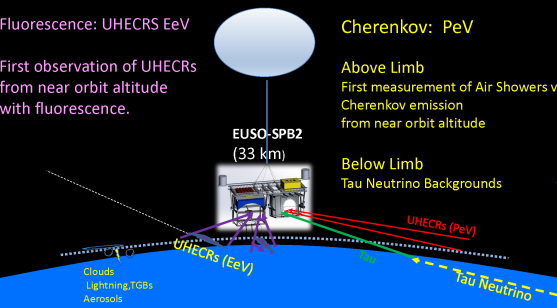 Fluorescence: UHECRS EeV
First observation of UHECRs
from near orbit altitude
with fluorescence.
Cherenkov: PeV
Above Limb
First measurement of Air Showers v
Cherenkov emission
from near orbit altitude
Below Limb
Tau Neutrino Backgrounds
EUSO-SPB2
(33 km)
UHECRs (PeV)
UHECRs (EeV)
Tau
Tau Neutrino
Clouds
Lightning,TGBs
Aerosols